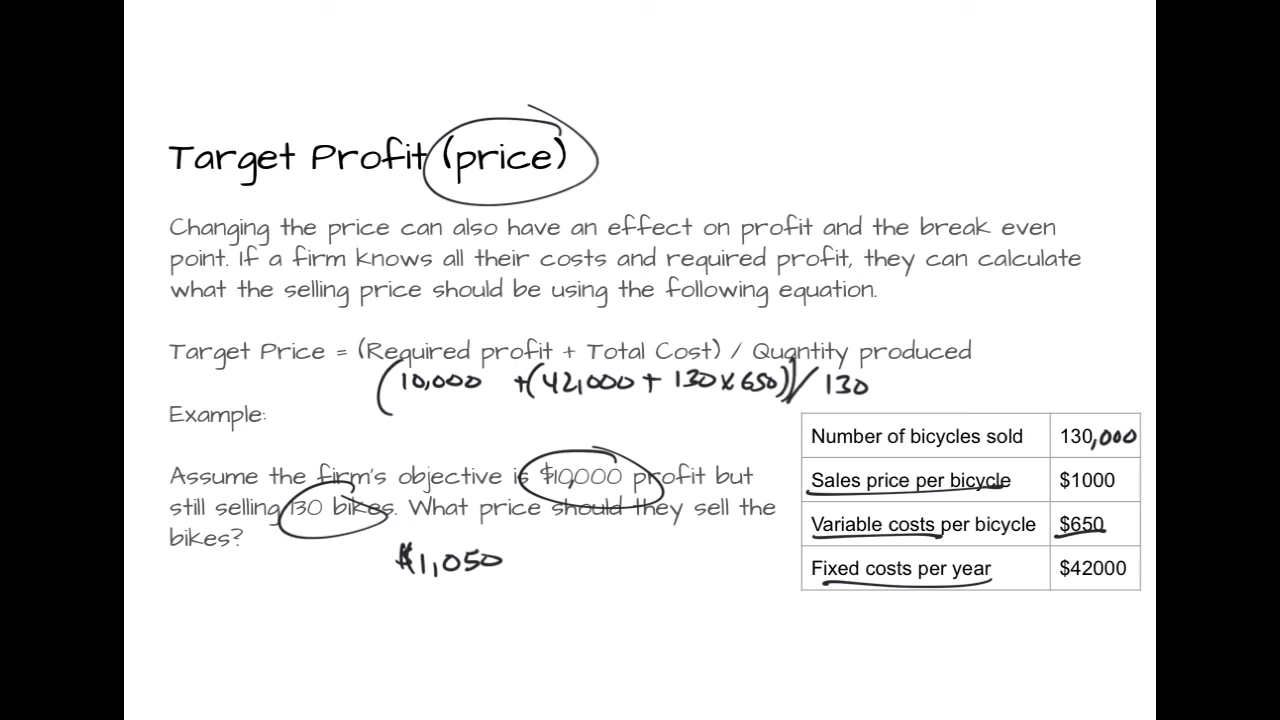 Target Profit (price)
Changing the price can also have an effect on profit and the break even
point. If a firm knows all their costs and required profit, they can calculate
what the selling price should be using the following equation.
Target Price = (Required profit + Total Cost) / Quantity produced
(10,000 +(42,000 + 130 x 650))/ 130
Example:
Assume the firm's objective is $10,000 profit but
still selling 130 bikes. What price should they sell the
bikes?
$1,050
Number of bicycles sold 130,000
Sales price per bicycle $1000
Variable costs per bicycle $650
Fixed costs per year $42000